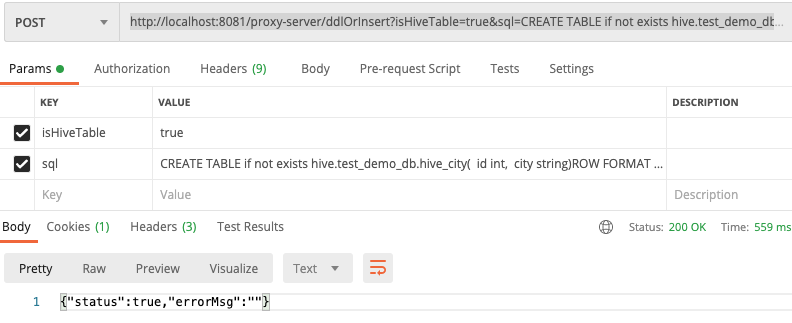 POST http://localhost:8081/proxy-server/ddlOrInsert?isHiveTable=true&sql=CREATE TABLE if not exists hive.test_demo_db...
Params Authorization Headers (9) Body Pre-request Script Tests Settings
KEY VALUE DESCRIPTION
isHiveTable true
sql CREATE TABLE if not exists hive.test_demo_db.hive_city( id int, city string)ROW FORMAT ...
Key Value Description
Body Cookies (1) Headers (3) Test Results Status: 200 OK Time: 559 ms
Pretty Raw Preview Visualize Text
1 {"status":true,"errorMsg":""}